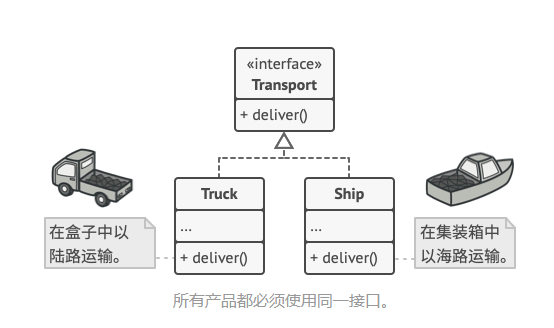 «interface»
Transport
+ deliver()
Truck
...
+ deliver()
Ship
...
+ deliver()
在盒子中以
陆路运输。
在集装箱中
以海路运输。
所有产品都必须使用同一接口。